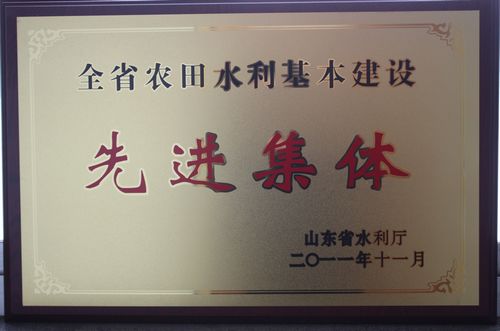 全省农田水利基本建设
先进集体
山东省水利厅
二〇一一年十一月